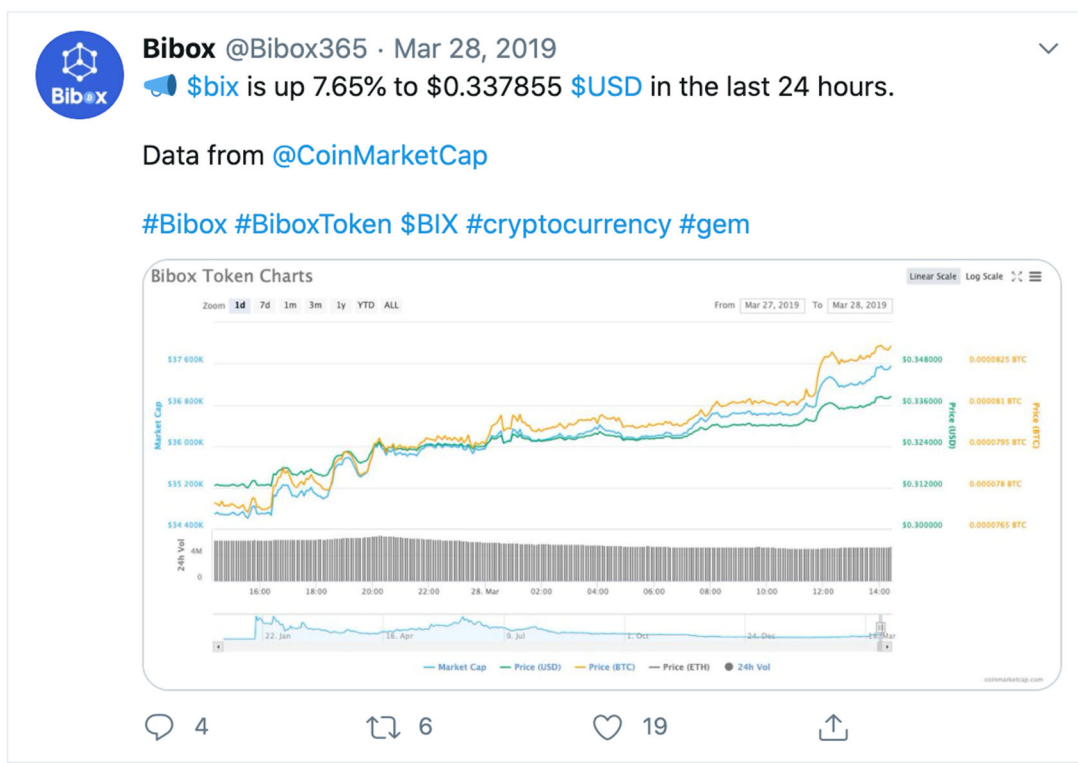 Bibox @Bibox365 · Mar 28, 2019
Bibox
$bix is up 7.65% to $0.337855 $USD in the last 24 hours.
Data from @CoinMarketCap
#Bibox #BiboxToken $BIX #cryptocurrency #gem
Bibox Token Charts
Linear Scale Log Scale
Zoom 1d 7d 1m 3m 1y YTD ALL
From Mar 27, 2019 To Mar 28, 2019
$37 600K $0.348000 0.0000825 BTC
$36 800K $0.336000 0.000081 BTC
Market Cap Price (USD) Price (BTC)
$36 000K $0.324000 0.0000795 BTC
$35 200K $0.312000 0.000078 BTC
$34 400K $0.300000 0.0000765 BTC
24h Vol
4M
0
16:00 18:00 20:00 22:00 28. Mar 02:00 04:00 06:00 08:00 10:00 12:00 14:00
22. Jan 16. Apr 9. Jul 1. Oct 24. Dec Mar
Market Cap Price (USD) Price (BTC) Price (ETH) 24h Vol
coinmarketcap.com
4 6 19